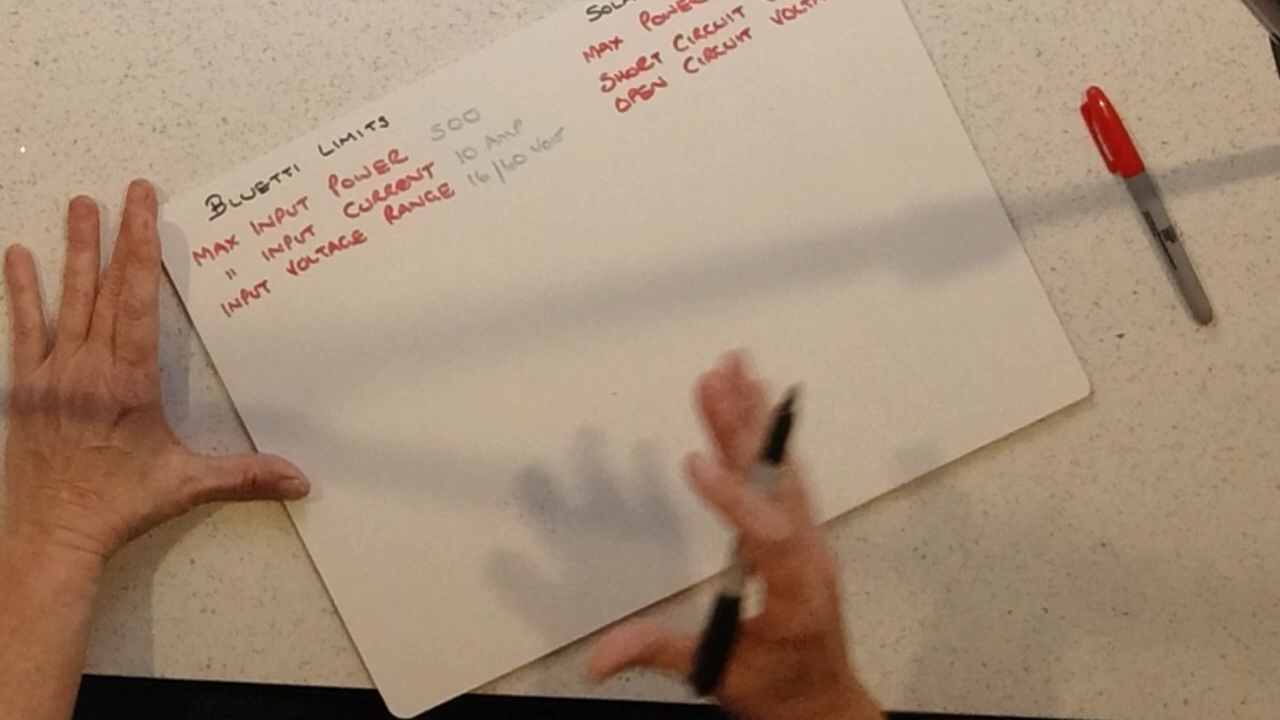 BLUETTI LIMITS
MAX INPUT POWER 500
" INPUT CURRENT 10 AMP
INPUT VOLTAGE RANGE 16/60 VOLT
MAX POWER
SHORT CIRCUIT
OPEN CIRCUIT